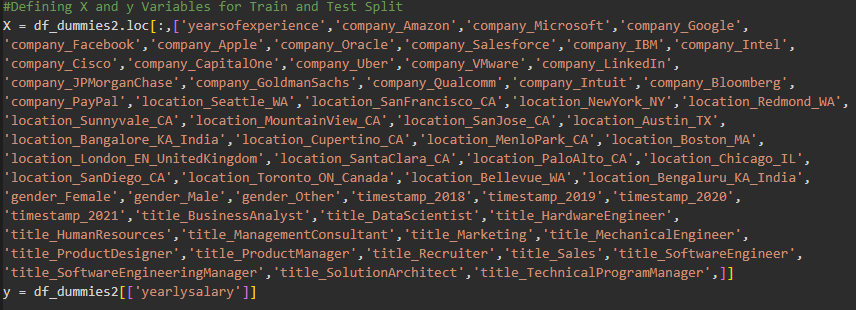 #Defining X and y Variables for Train and Test Split
X = df_dummies2.loc[:,['yearsofexperience','company_Amazon','company_Microsoft','company_Google',
'company_Facebook','company_Apple','company_Oracle','company_Salesforce','company_IBM','company_Intel',
'company_Cisco','company_CapitalOne','company_Uber','company_VMware','company_LinkedIn',
'company_JPMorganChase','company_GoldmanSachs','company_Qualcomm','company_Intuit','company_Bloomberg',
'company_PayPal','location_Seattle_WA','location_SanFrancisco_CA','location_NewYork_NY','location_Redmond_WA',
'location_Sunnyvale_CA','location_MountainView_CA','location_SanJose_CA','location_Austin_TX',
'location_Bangalore_KA_India','location_Cupertino_CA','location_MenloPark_CA','location_Boston_MA',
'location_London_EN_UnitedKingdom','location_SantaClara_CA','location_PaloAlto_CA','location_Chicago_IL',
'location_SanDiego_CA','location_Toronto_ON_Canada','location_Bellevue_WA','location_Bengaluru_KA_India',
'gender_Female','gender_Male','gender_Other','timestamp_2018','timestamp_2019','timestamp_2020',
'timestamp_2021','title_BusinessAnalyst','title_DataScientist','title_HardwareEngineer',
'title_HumanResources','title_ManagementConsultant','title_Marketing','title_MechanicalEngineer',
'title_ProductDesigner','title_ProductManager','title_Recruiter','title_Sales','title_SoftwareEngineer',
'title_SoftwareEngineeringManager','title_SolutionArchitect','title_TechnicalProgramManager',]]
y = df_dummies2[['yearlysalary']]